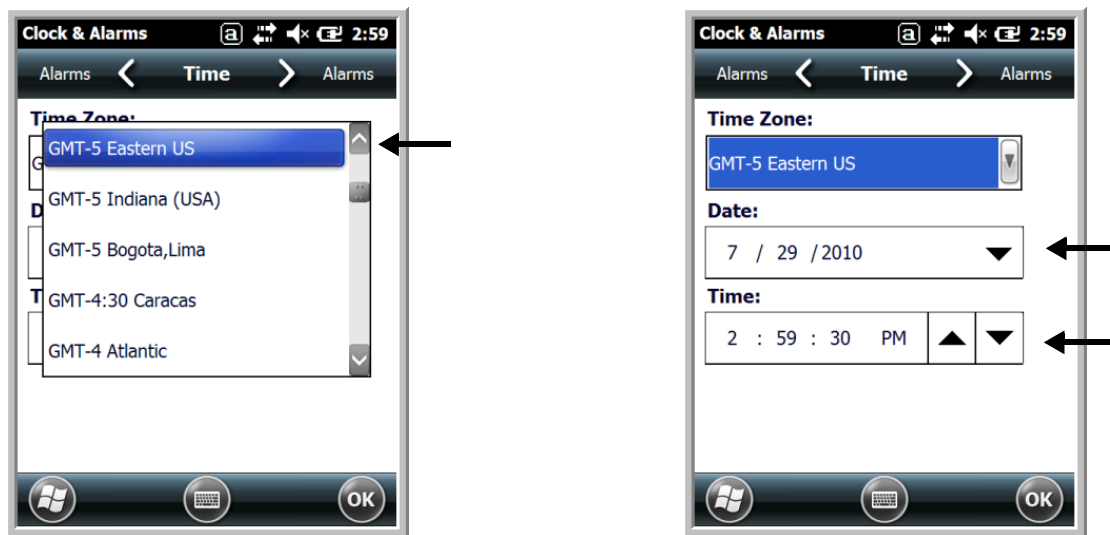 Clock & Alarms a 2:59
Alarms Time Alarms
Time Zone:
G
GMT-5 Eastern US
GMT-5 Indiana (USA)
D
GMT-5 Bogota,Lima
T
GMT-4:30 Caracas
GMT-4 Atlantic
OK
Clock & Alarms a 2:59
Alarms Time Alarms
Time Zone:
GMT-5 Eastern US
Date:
7 / 29 / 2010
Time:
2 : 59 : 30 PM
OK